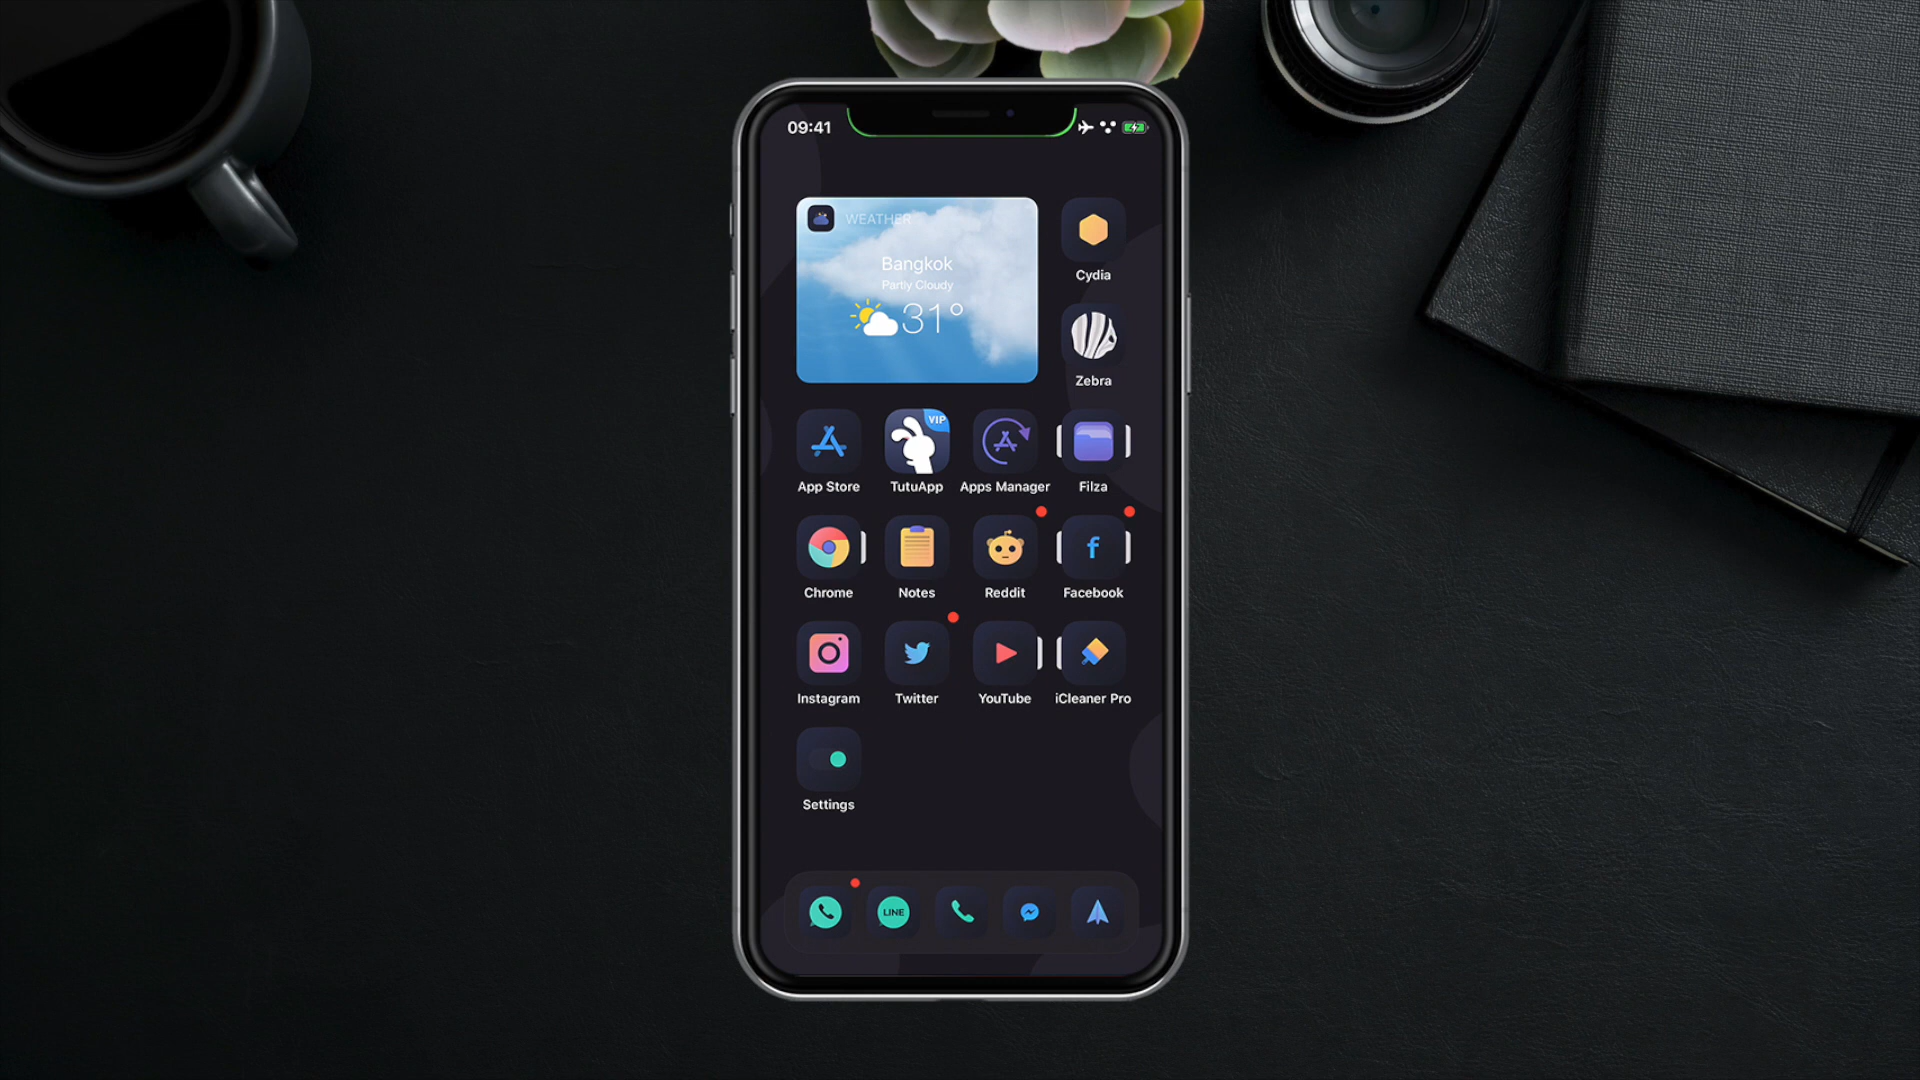 09:41
WEATHER
Bangkok
Partly Cloudy
31°
Cydia
Zebra
VIP
App Store
TutuApp
Apps Manager
Filza
Chrome
Notes
Reddit
Facebook
f
Instagram
Twitter
YouTube
iCleaner Pro
Settings
LINE